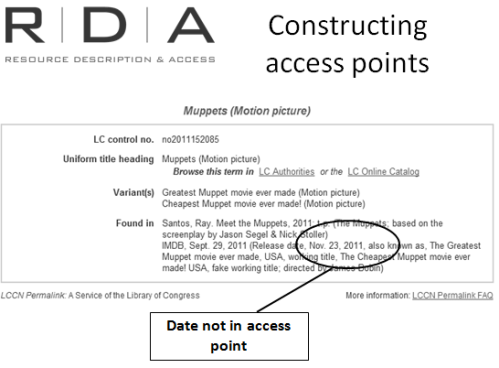 R | D | A
RESOURCE DESCRIPTION & ACCESS
Constructing
access points
Muppets (Motion picture)
LC control no. no2011152085
Uniform title heading Muppets (Motion picture)
Browse this term in LC Authorities or the LC Online Catalog
Variant(s) Greatest Muppet movie ever made (Motion picture)
Cheapest Muppet movie ever made! (Motion picture)
Found in Santos, Ray. Meet the Muppets, 2011: t.p. (The Muppets; based on the
screenplay by Jason Segel & Nick Stoller)
IMDB, Sept. 29, 2011 (Release date, Nov. 23, 2011, also known as, The Greatest
Muppet movie ever made, USA, working title, The Cheapest Muppet movie ever
made! USA, fake working title; directed by James Bobin)
LCCN Permalink: A Service of the Library of Congress
More information: LCCN Permalink FAQ
Date not in access
point